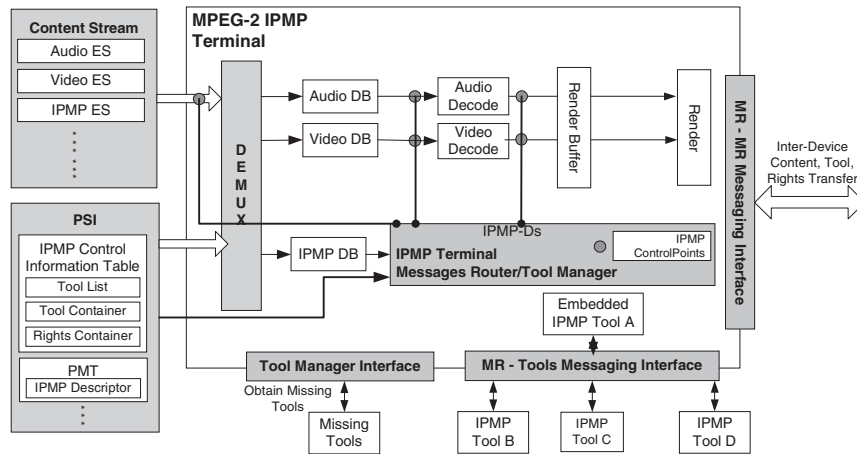 Content Stream
Audio ES
Video ES
IPMP ES
MPEG-2 IPMP
Terminal
DEMUX
Audio DB
Video DB
Audio
Decode
Video
Decode
Render Buffer
Render
MR - MR Messaging Interface
Inter-Device
Content, Tool,
Rights Transfer
PSI
IPMP Control
Information Table
Tool List
Tool Container
Rights Container
PMT
IPMP Descriptor
IPMP DB
IPMP-Ds
IPMP Terminal
Messages Router/Tool Manager
IPMP
ControlPoints
Embedded
IPMP Tool A
Tool Manager Interface
MR - Tools Messaging Interface
Obtain Missing
Tools
Missing
Tools
IPMP
Tool B
IPMP
Tool C
IPMP
Tool D